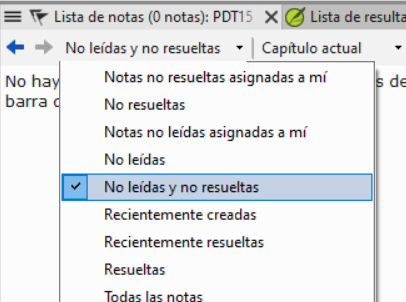 Lista de notas (0 notas): PDT15
Lista de resulta
No leídas y no resueltas
Capítulo actual
No hay
s de
barra
Notas no resueltas asignadas a mí
No resueltas
Notas no leídas asignadas a mí
No leídas
No leídas y no resueltas
Recientemente creadas
Recientemente resueltas
Resueltas
Todas las notas